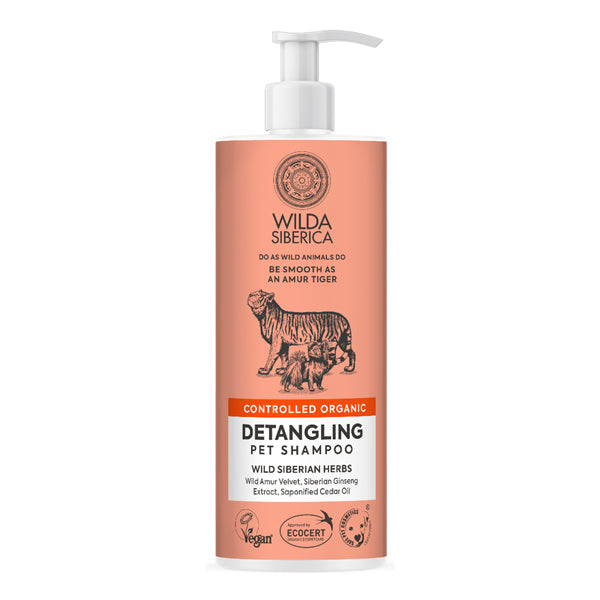 WILDA
SIBERICA
DO AS WILD ANIMALS DO
BE SMOOTH AS
AN AMUR TIGER
CONTROLLED ORGANIC
DETANGLING
PET SHAMPOO
WILD SIBERIAN HERBS
Wild Amur Velvet, Siberian Ginseng
Extract, Saponified Cedar Oil
Vegan
Approved by
ECOCERT